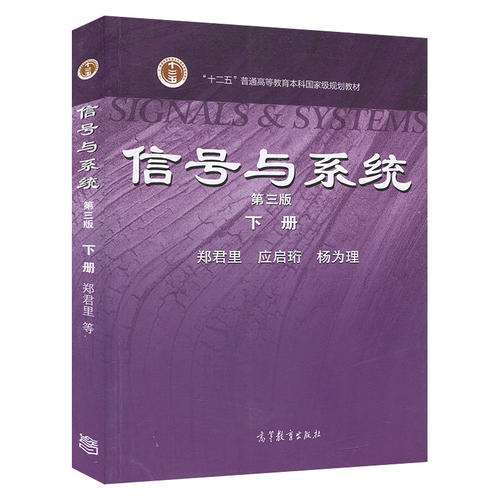 "十二五"普通高等教育本科国家级规划教材
SIGNALS & SYSTEMS
信号与系统
第三版
下册
郑君里 应启珩 杨为理
高等教育出版社
信号与系统
第三版
下册
郑君里 等